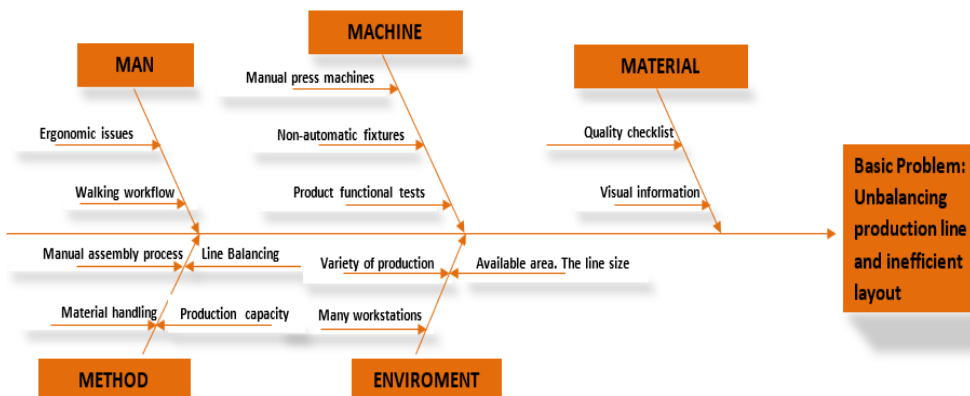 MACHINE
MAN
MATERIAL
Manual press machines
Ergonomic issues
Non-automatic fixtures
Quality checklist
Walking workflow
Product functional tests
Visual information
Basic Problem:
Unbalancing
production line
and inefficient
layout
Manual assembly process
Line Balancing
Variety of production
Available area. The line size
Material handling
Production capacity
Many workstations
METHOD
ENVIROMENT